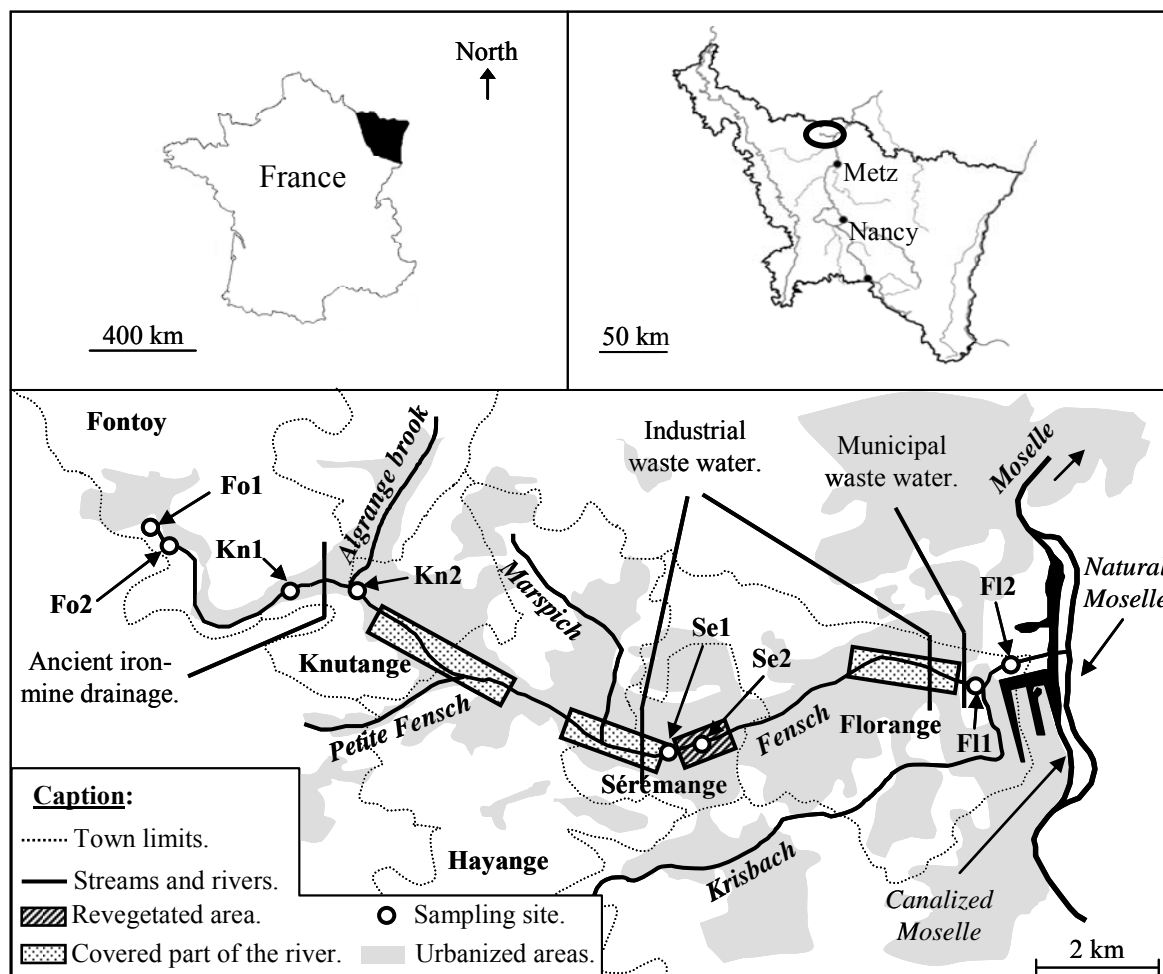 North
France
400 km
Metz
Nancy
50 km
Fontoy
Fo1
Fo2
Kn1
Algrange brook
Kn2
Ancient iron-
mine drainage.
Knutange
Petite Fensch
Marspich
Industrial
waste water.
Municipal
waste water.
Se1
Se2
Sérémange
Fensch
Florange
Fl1
Fl2
Moselle
Natural
Moselle
Hayange
Krisbach
Canalized
Moselle
2 km
Caption:
Town limits.
Streams and rivers.
Revegetated area.
Sampling site.
Covered part of the river.
Urbanized areas.